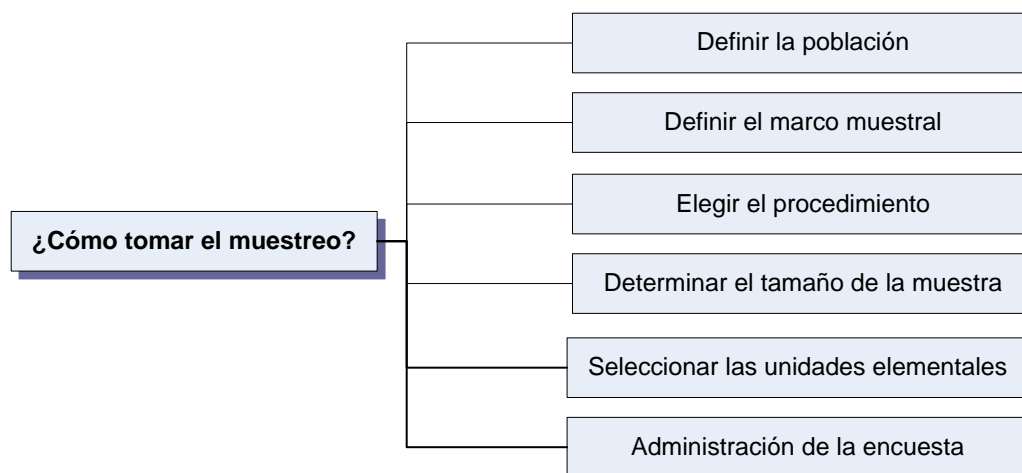 ¿Cómo tomar el muestreo?
Definir la población
Definir el marco muestral
Elegir el procedimiento
Determinar el tamaño de la muestra
Seleccionar las unidades elementales
Administración de la encuesta